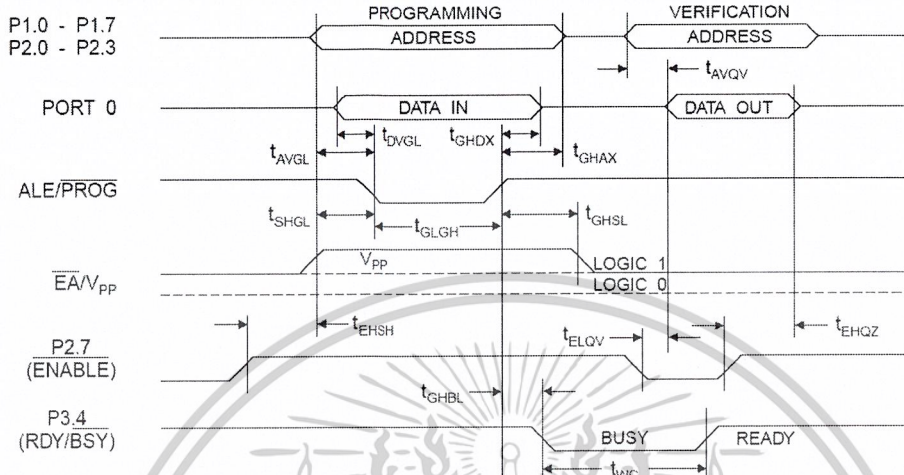 PROGRAMMING VERIFICATION
P1.0 - P1.7
P2.0 - P2.3
ADDRESS ADDRESS
tAVQV
PORT 0
DATA IN DATA OUT
tDVGL tGHDX
tAVGL tGHAX
ALE/PROG
tSHGL tGLGH tGHSL
VPP
LOGIC 1
EA/VPP
LOGIC 0
tEHSH tELQV tEHQZ
P2.7
(ENABLE)
tGHBL
P3.4
(RDY/BSY)
BUSY READY
tWC